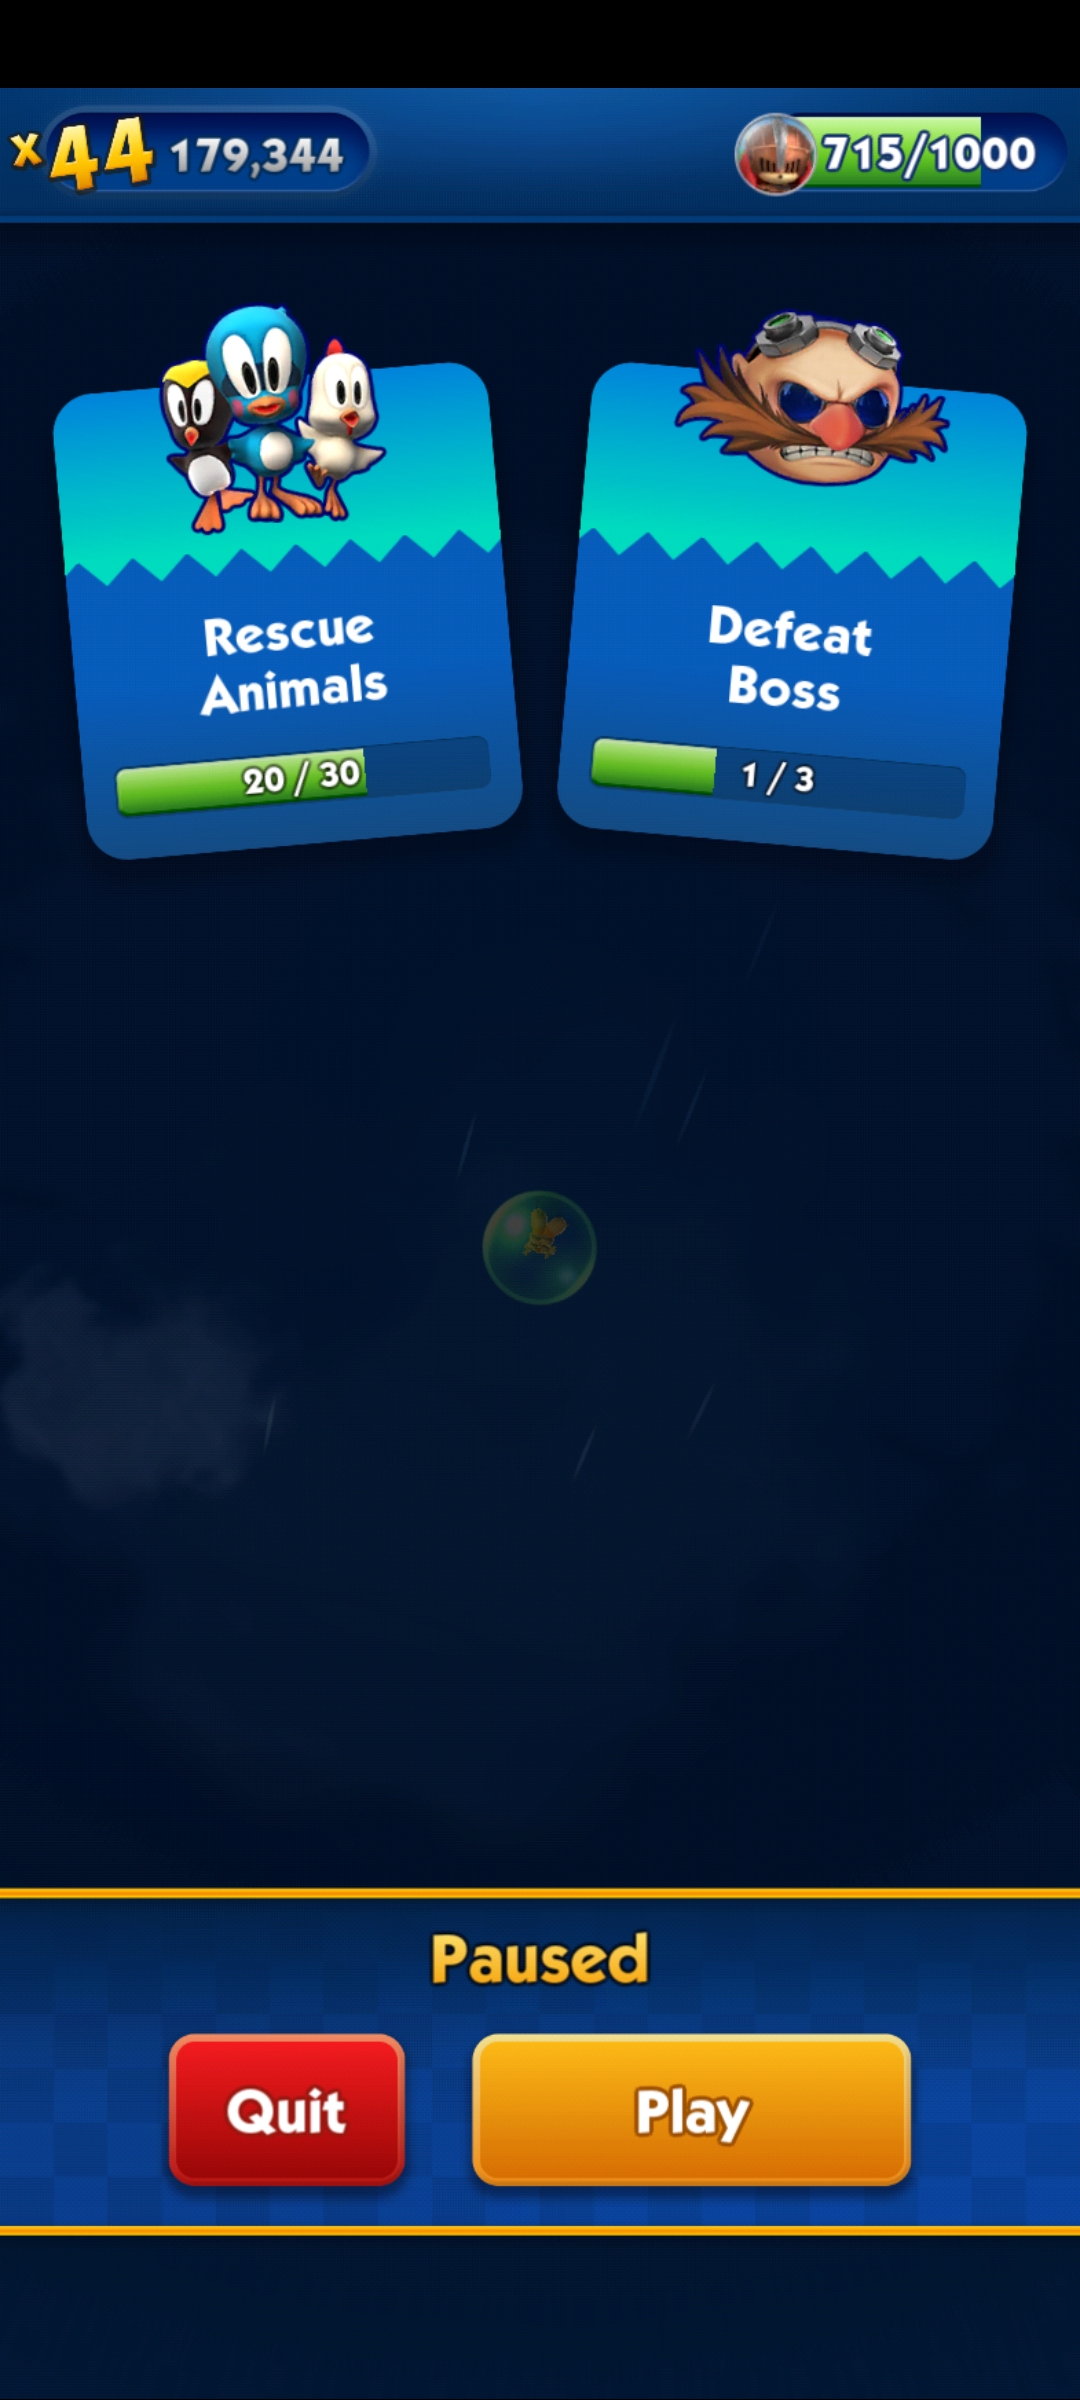 x44 179,344
715/1000
Rescue
Animals
20 / 30
Defeat
Boss
1 / 3
Paused
Quit
Play